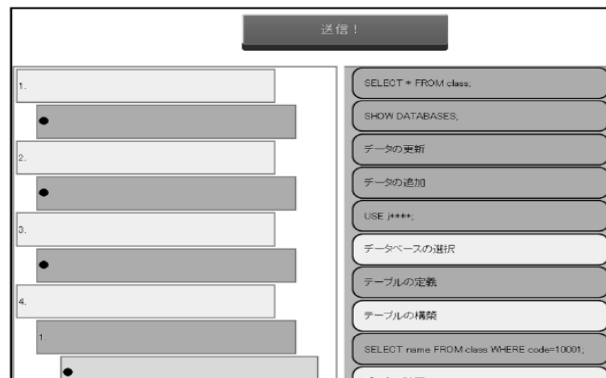 送信！
1.
2.
3.
4.
1.
SELECT * FROM class;
SHOW DATABASES;
データの更新
データの追加
USE j****;
データベースの選択
テーブルの定義
テーブルの構築
SELECT name FROM class WHERE code=10001;